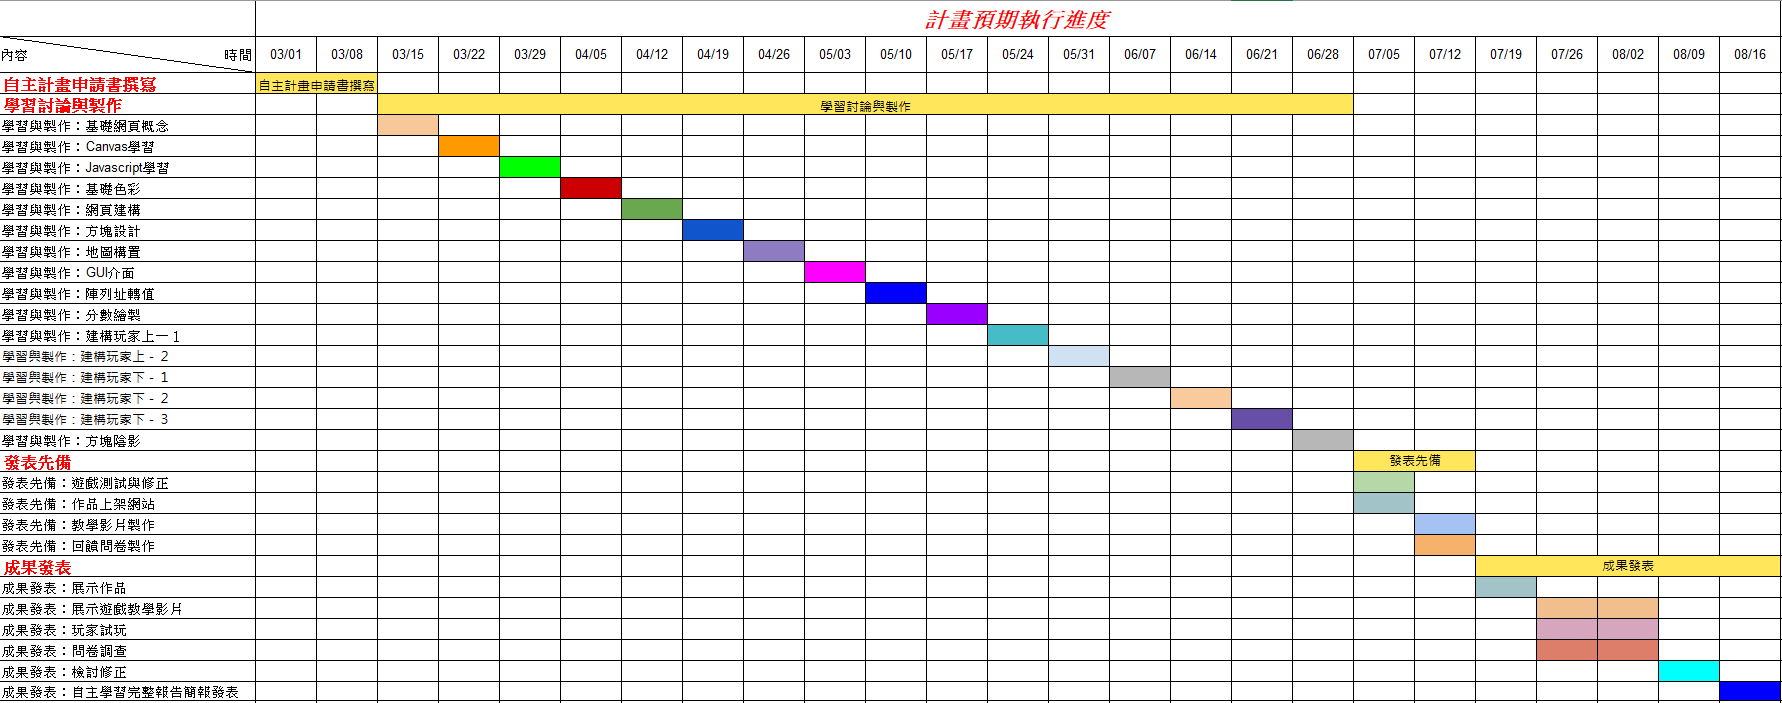 計畫預期執行進度
內容 時間 03/01 03/08 03/15 03/22 03/29 04/05 04/12 04/19 04/26 05/03 05/10 05/17 05/24 05/31 06/07 06/14 06/21 06/28 07/05 07/12 07/19 07/26 08/02 08/09 08/16
自主計畫申請書撰寫 自主計畫申請書撰寫
學習討論與製作 學習討論與製作
學習與製作：基礎網頁概念
學習與製作：Canvas學習
學習與製作：Javascript學習
學習與製作：基礎色彩
學習與製作：網頁建構
學習與製作：方塊設計
學習與製作：地圖構置
學習與製作：GUI介面
學習與製作：陣列址轉值
學習與製作：分數繪製
學習與製作：建構玩家上－1
學習與製作：建構玩家上 - 2
學習與製作：建構玩家下 - 1
學習與製作：建構玩家下 - 2
學習與製作：建構玩家下 - 3
學習與製作：方塊陰影
發表先備 發表先備
發表先備：遊戲測試與修正
發表先備：作品上架網站
發表先備：教學影片製作
發表先備：回饋問卷製作
成果發表 成果發表
成果發表：展示作品
成果發表：展示遊戲教學影片
成果發表：玩家試玩
成果發表：問卷調查
成果發表：檢討修正
成果發表：自主學習完整報告簡報發表